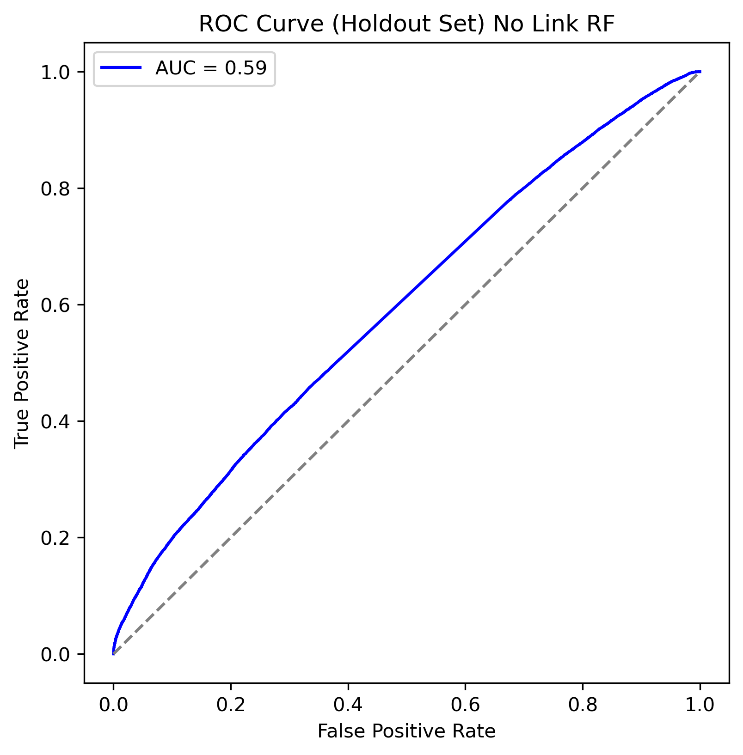 ROC Curve (Holdout Set) No Link RF
AUC = 0.59
1.0
0.8
0.6
0.4
0.2
0.0
True Positive Rate
0.0 0.2 0.4 0.6 0.8 1.0
False Positive Rate